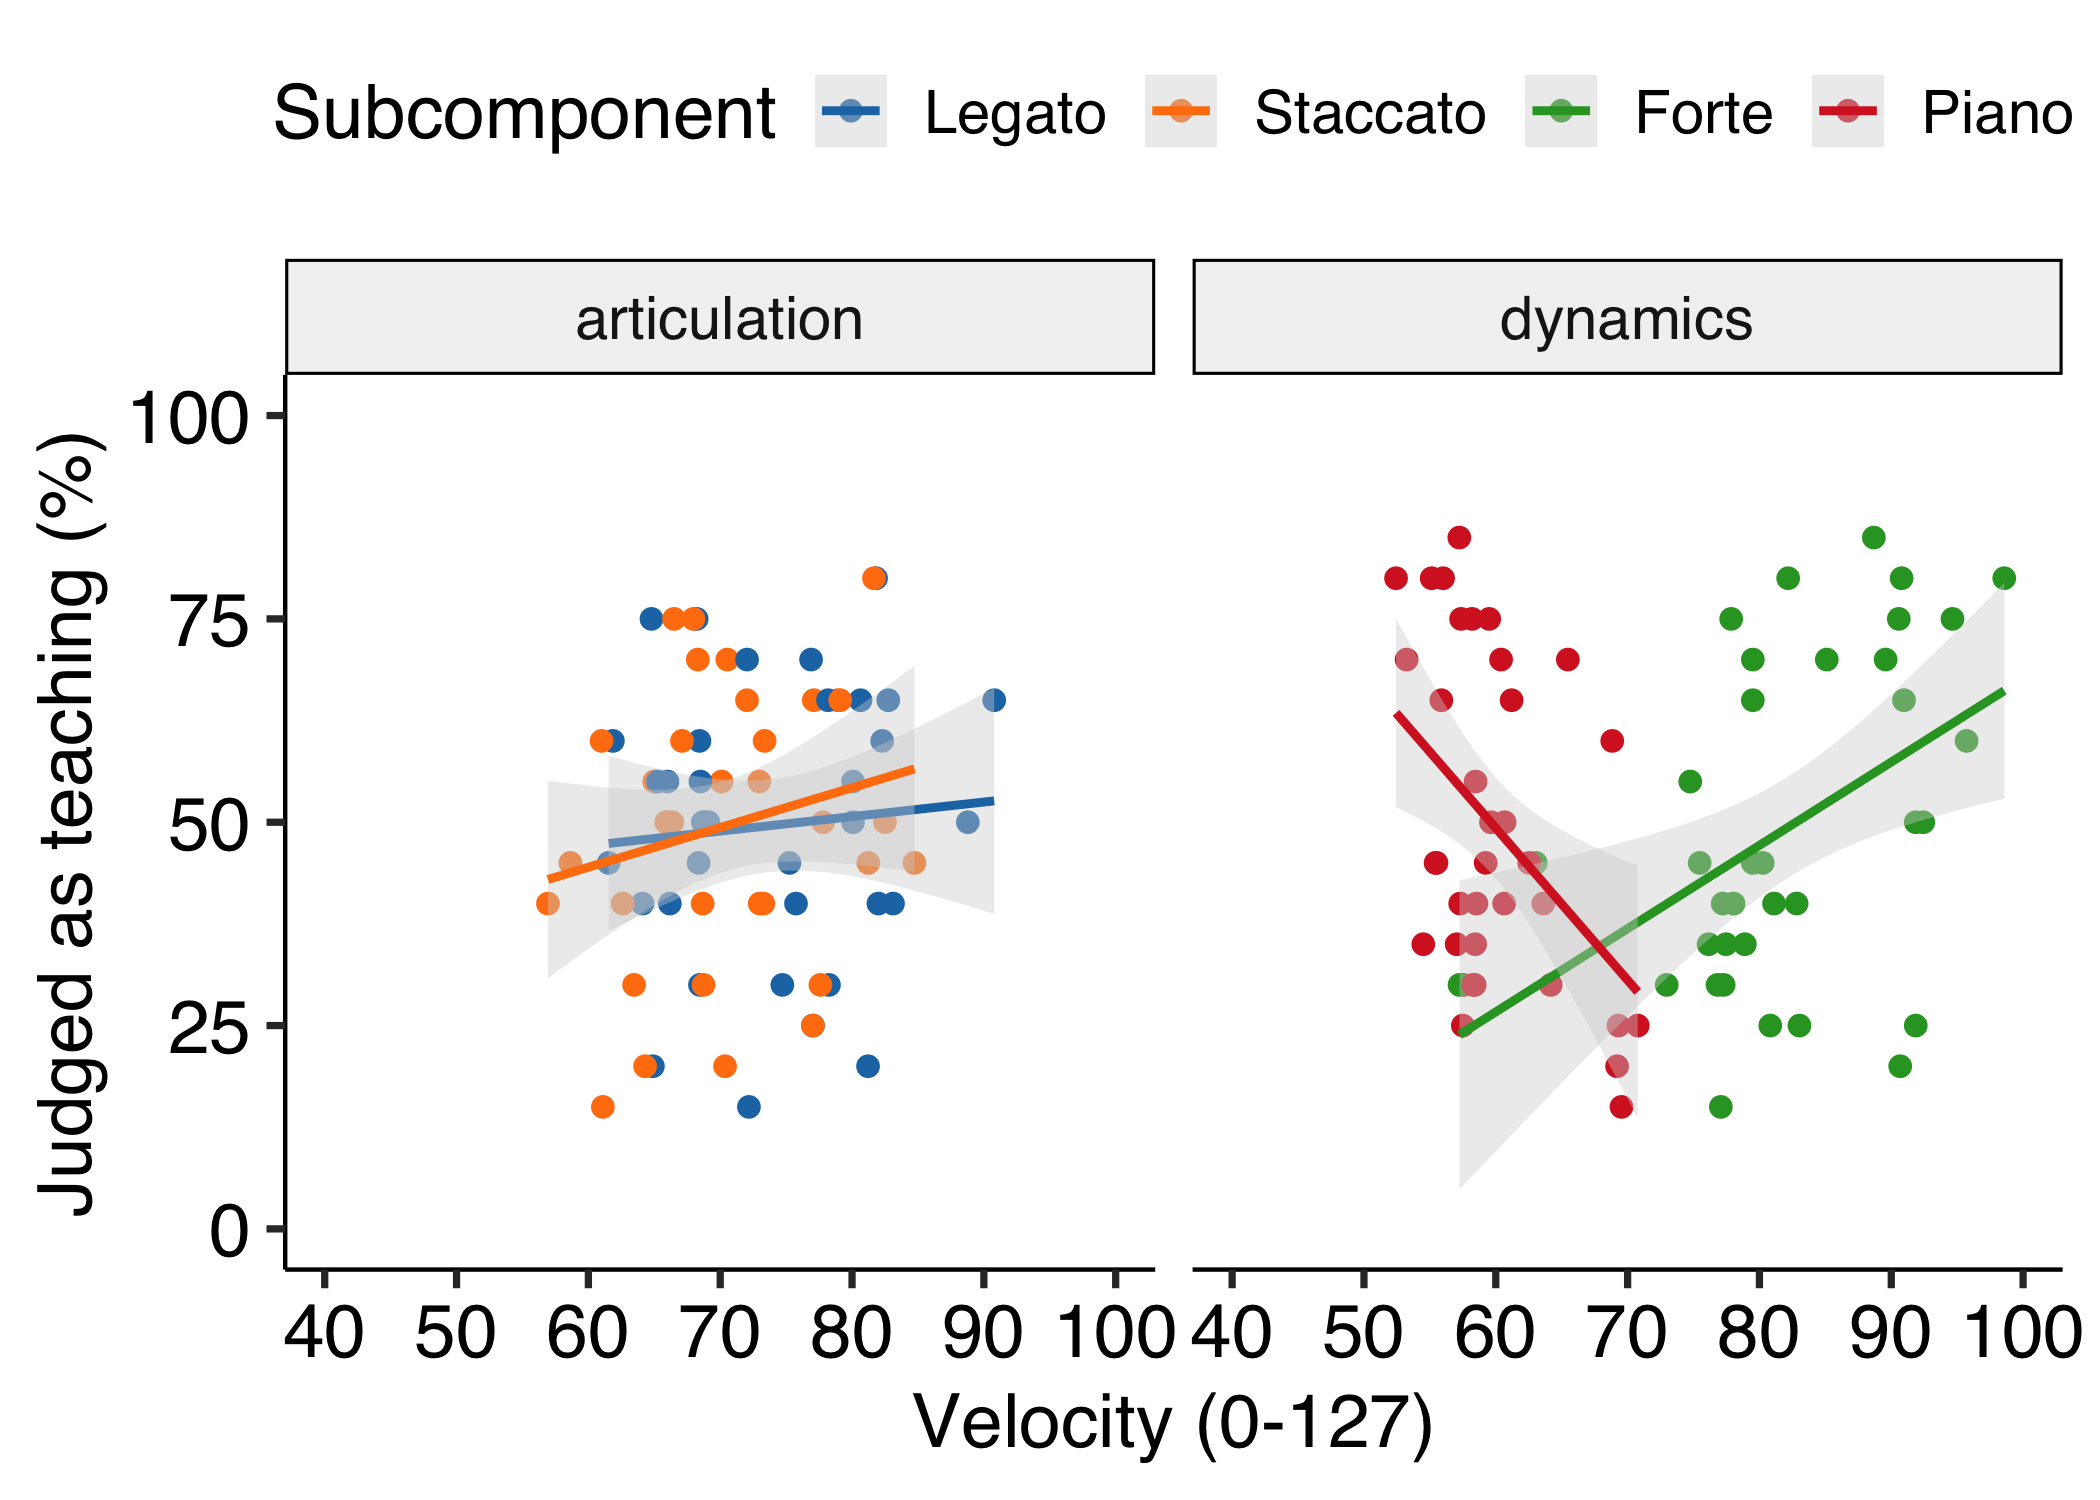 Subcomponent Legato Staccato Forte Piano
articulation dynamics
Judged as teaching (%)
100
75
50
25
0
40 50 60 70 80 90 100 40 50 60 70 80 90 100
Velocity (0-127)